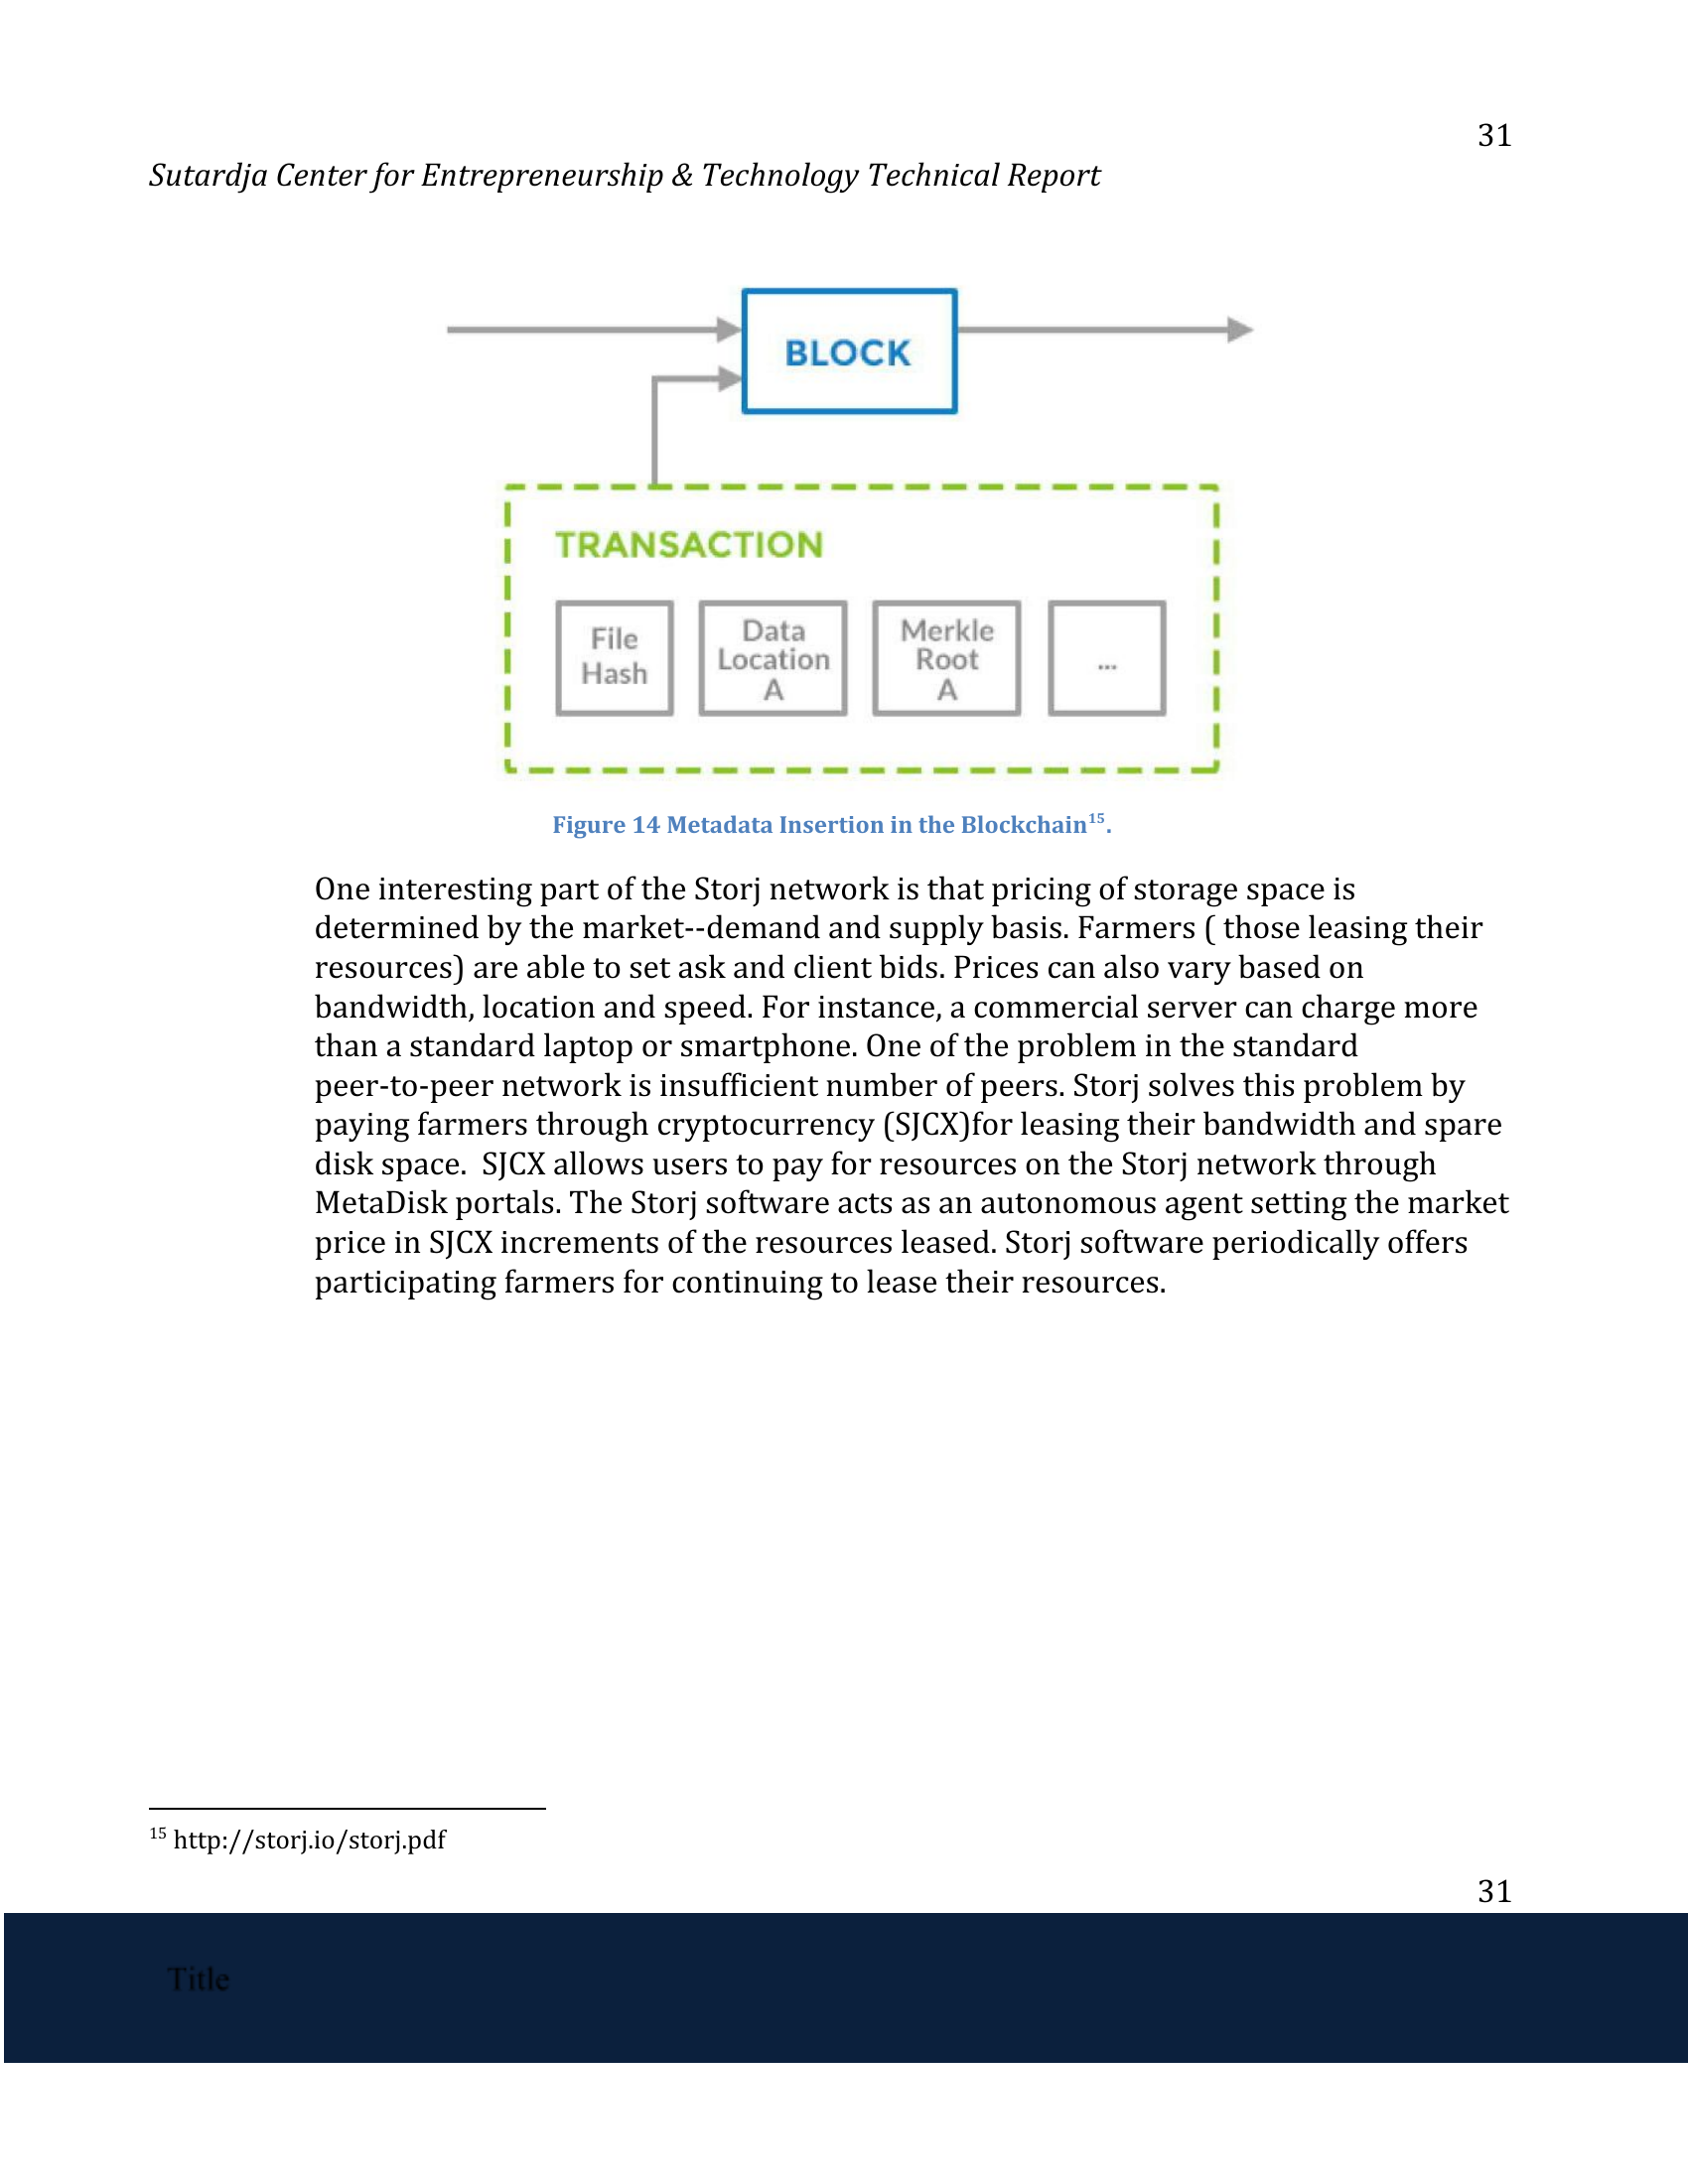 31
Sutardja Center for Entrepreneurship & Technology Technical Report
BLOCK
TRANSACTION
File
Hash
Data
Location
A
Merkle
Root
A
...
Figure 14 Metadata Insertion in the Blockchain15.
One interesting part of the Storj network is that pricing of storage space is
determined by the market--demand and supply basis. Farmers ( those leasing their
resources) are able to set ask and client bids. Prices can also vary based on
bandwidth, location and speed. For instance, a commercial server can charge more
than a standard laptop or smartphone. One of the problem in the standard
peer-to-peer network is insufficient number of peers. Storj solves this problem by
paying farmers through cryptocurrency (SJCX)for leasing their bandwidth and spare
disk space.  SJCX allows users to pay for resources on the Storj network through
MetaDisk portals. The Storj software acts as an autonomous agent setting the market
price in SJCX increments of the resources leased. Storj software periodically offers
participating farmers for continuing to lease their resources.
15 http://storj.io/storj.pdf
31
Title